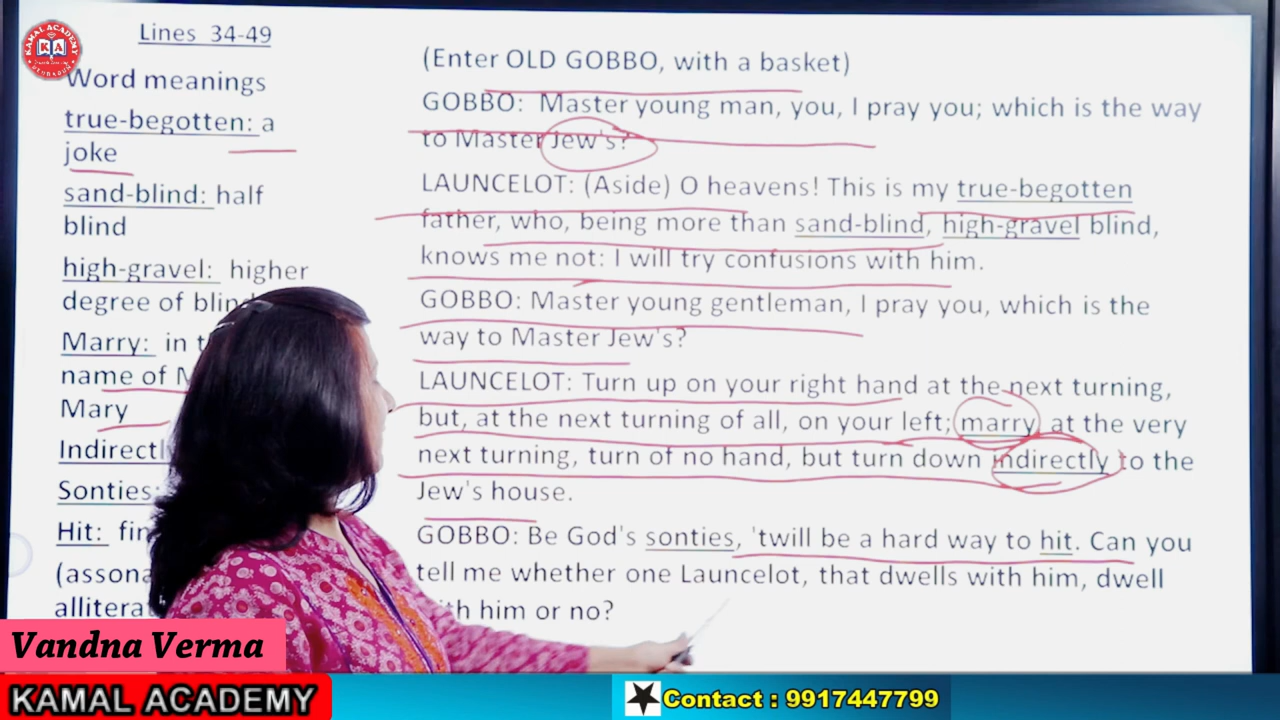 KAMAL ACADEMY
KA
Lines 34-49
Word meanings
true-begotten: a
joke
sand-blind: half
blind
high-gravel: higher
degree of
Marry: in
name of
Mary
Sonties:
Hit:
(Enter OLD GOBBO, with a basket)
GOBBO: Master young man, you, I pray you; which is the way
to Master Jew's?
LAUNCELOT: (Aside) O heavens! This is my true-begotten
father, who, being more than sand-blind, high-gravel blind,
knows me not: I will try confusions with him.
GOBBO: Master young gentleman, I pray you, which is the
way to Master Jew's?
LAUNCELOT: Turn up on your right hand at the next turning,
but, at the next turning of all, on your left; marry, at the very
next turning, turn of no hand, but turn down indirectly to the
Jew's house.
GOBBO: Be God's sonties, 'twill be a hard way to hit. Can you
tell me whether one Launcelot, that dwells with him, dwell
him or no?
Vandna Verma
KAMAL ACADEMY
Contact : 9917447799